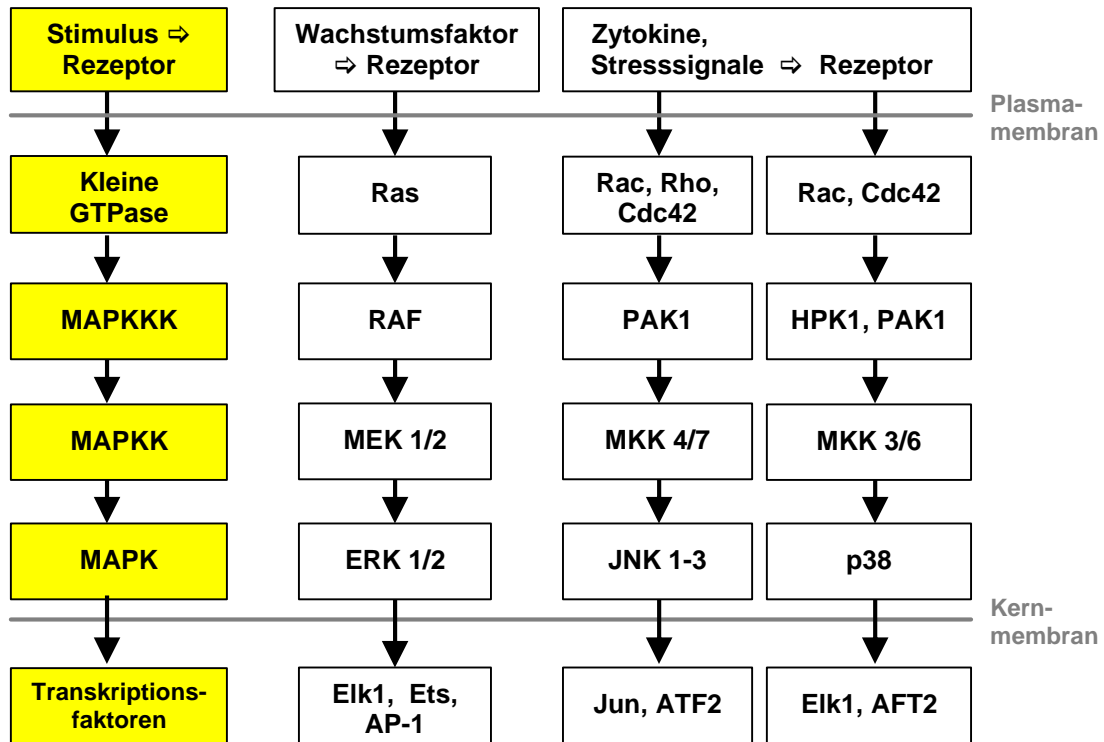 Stimulus ⇨
Rezeptor
Wachstumsfaktor
⇨ Rezeptor
Zytokine,
Stresssignale ⇨ Rezeptor
Plasma-
membran
Kleine
GTPase
Ras
Rac, Rho,
Cdc42
Rac, Cdc42
MAPKKK
RAF
PAK1
HPK1, PAK1
MAPKK
MEK 1/2
MKK 4/7
MKK 3/6
MAPK
ERK 1/2
JNK 1-3
p38
Kern-
membran
Transkriptions-
faktoren
Elk1, Ets,
AP-1
Jun, ATF2
Elk1, AFT2